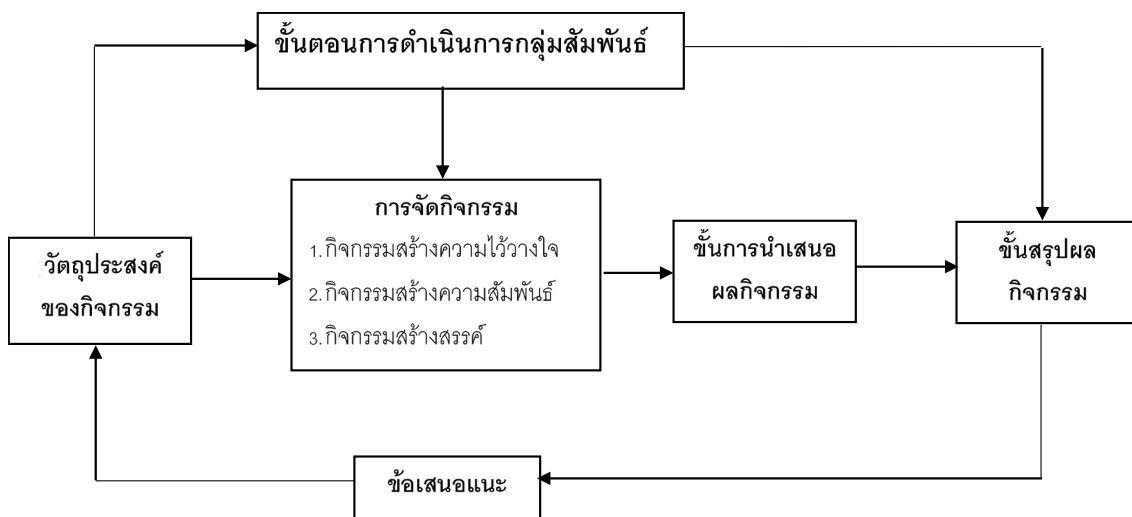 ขั้นตอนการดำเนินการกลุ่มสัมพันธ์
วัตถุประสงค์
ของกิจกรรม
การจัดกิจกรรม
1.กิจกรรมสร้างความไว้วางใจ
2.กิจกรรมสร้างความสัมพันธ์
3.กิจกรรมสร้างสรรค์
ขั้นการนำเสนอ
ผลกิจกรรม
ขั้นสรุปผล
กิจกรรม
ข้อเสนอแนะ